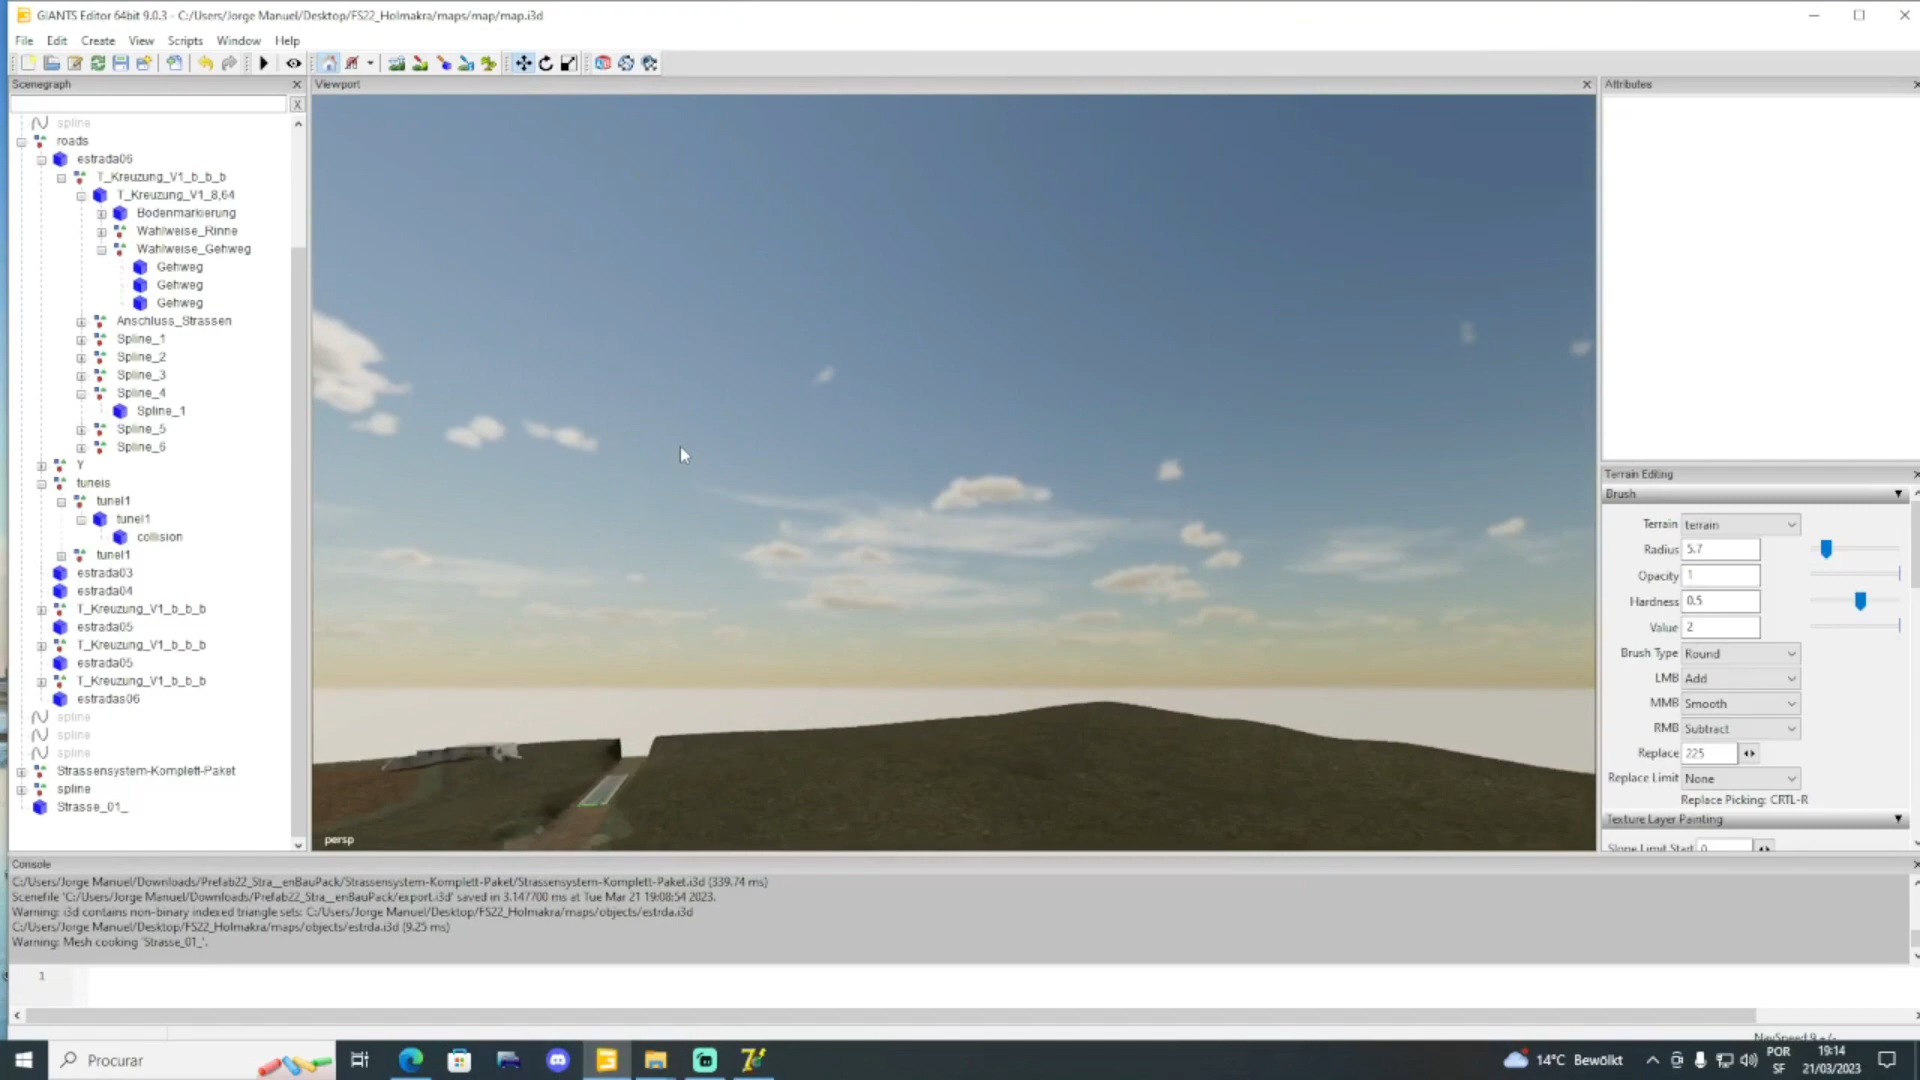 GIANTS Editor 64bit 9.0.3 - C:/Users/Jorge Manuel/Desktop/FS22_Holmakra/maps/map/map.i3d
File Edit Create View Scripts Window Help
Scenegraph
X
spline
roads
estrada06
T_Kreuzung_V1_b_b_b
T_Kreuzung_V1_8,64
Bodenmarkierung
Wahlweise_Rinne
Wahlweise_Gehweg
Gehweg
Gehweg
Gehweg
Anschluss_Strassen
Spline_1
Spline_2
Spline_3
Spline_4
Spline_1
Spline_5
Spline_6
Y
tuneis
tunel1
tunel1
collision
tunel1
estrada03
estrada04
T_Kreuzung_V1_b_b_b
estrada05
T_Kreuzung_V1_b_b_b
estrada05
T_Kreuzung_V1_b_b_b
estradas06
spline
spline
spline
Strassensystem-Komplett-Paket
spline
Strasse_01_
Viewport
persp
Attributes
Terrain Editing
Brush
Terrain terrain
Radius 5.7
Opacity 1
Hardness 0.5
Value 2
Brush Type Round
LMB Add
MMB Smooth
RMB Subtract
Replace 225
Replace Limit None
Replace Picking: CRTL-R
Texture Layer Painting
Slope Limit Start 0
Console
C:/Users/Jorge Manuel/Downloads/Prefab22_Stra__enBauPack/Strassensystem-Komplett-Paket/Strassensystem-Komplett-Paket.i3d (339.74 ms)
Scenefile 'C:/Users/Jorge Manuel/Downloads/Prefab22_Stra__enBauPack/export.i3d' saved in 3.147700 ms at Tue Mar 21 19:08:54 2023.
Warning: i3d contains non-binary indexed triangle sets: C:/Users/Jorge Manuel/Desktop/FS22_Holmakra/maps/objects/estrda.i3d
C:/Users/Jorge Manuel/Desktop/FS22_Holmakra/maps/objects/estrda.i3d (9.25 ms)
Warning: Mesh cooking 'Strasse_01_'.
1
NavSpeed 9 +/-
Procurar
14°C Bewölkt
POR
SF
19:14
21/03/2023